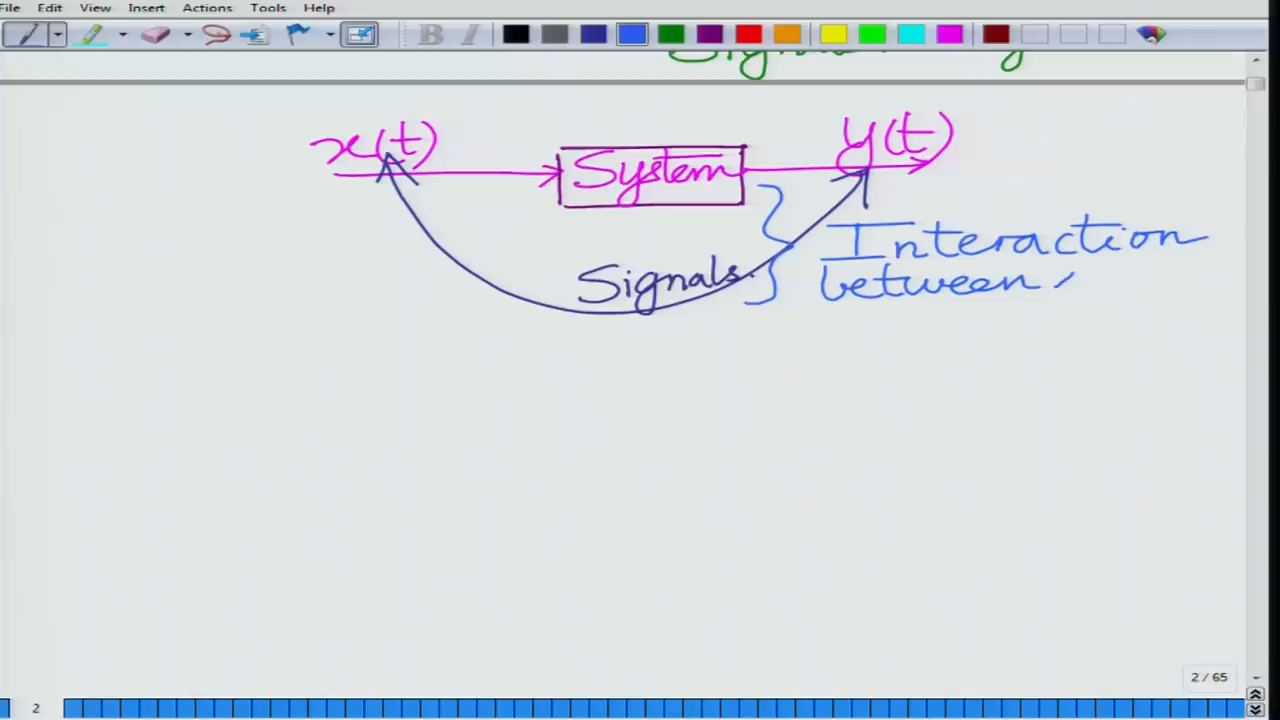 File Edit View Insert Actions Tools Help
B I
x(t) System y(t)
Interaction
Signals between
2 / 65
2